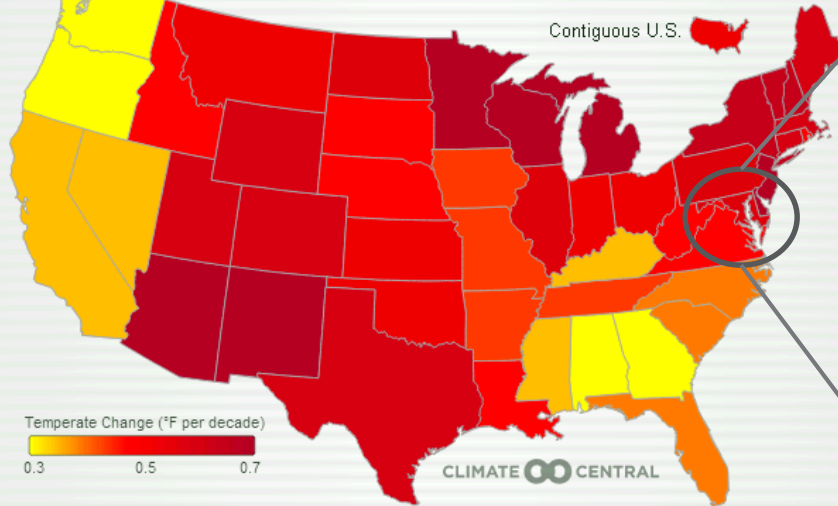 Contiguous U.S.
Temperate Change (°F per decade)
0.3 0.5 0.7
CLIMATE CENTRAL